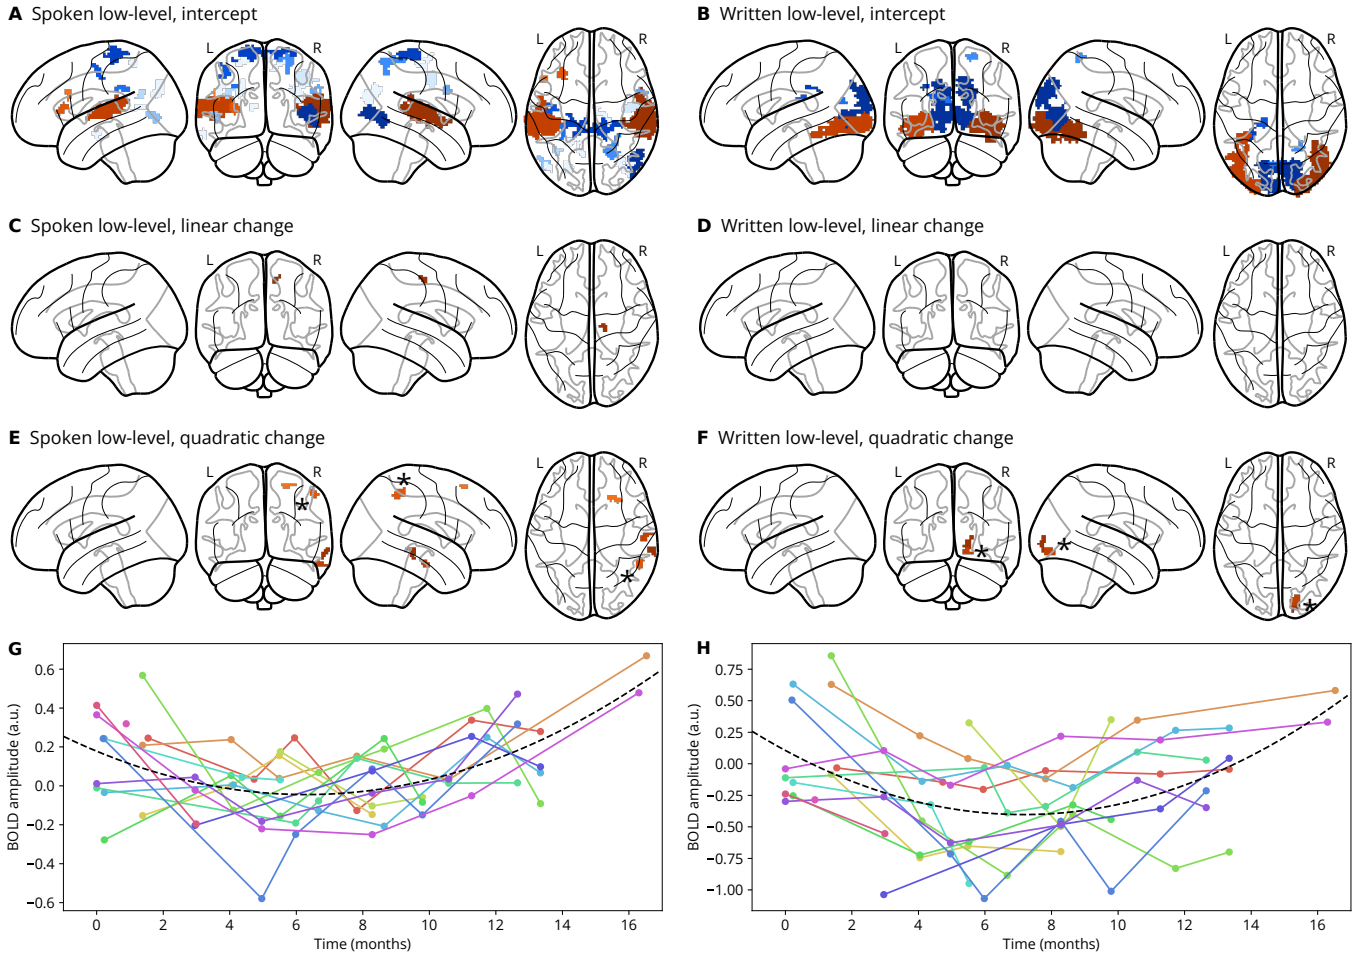 A Spoken low-level, intercept
L R
L R
B Written low-level, intercept
L R
L R
C Spoken low-level, linear change
L R
L R
D Written low-level, linear change
L R
L R
E Spoken low-level, quadratic change
L R
L R
*
*
*
F Written low-level, quadratic change
L R
L R
*
*
*
G
BOLD amplitude (a.u.)
0.6
0.4
0.2
0.0
−0.2
−0.4
−0.6
0 2 4 6 8 10 12 14 16
Time (months)
H
BOLD amplitude (a.u.)
0.75
0.50
0.25
0.00
−0.25
−0.50
−0.75
−1.00
0 2 4 6 8 10 12 14 16
Time (months)